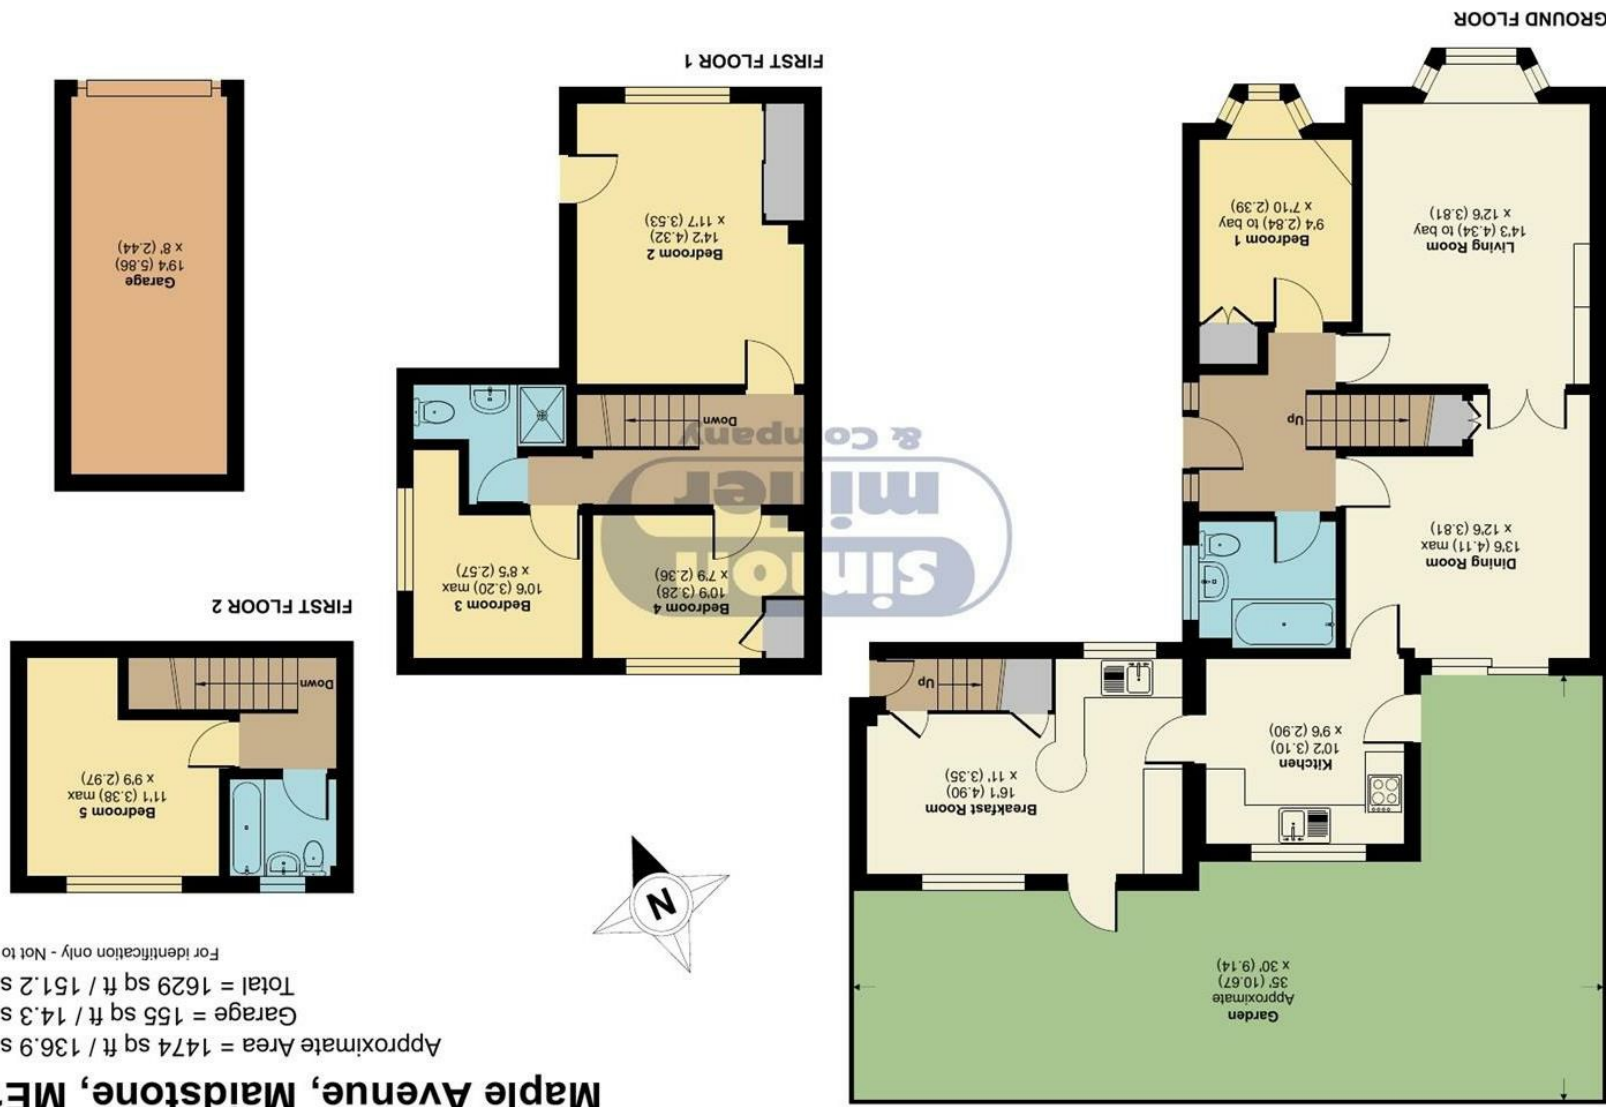 Maple Avenue, Maidstone, ME
Approximate Area = 1474 sq ft / 136.9 s
Garage = 155 sq ft / 14.3 s
Total = 1629 sq ft / 151.2 s
For identification only - Not to
Garden
Approximate
35' (10.67)
x 30' (9.14)
N
Breakfast Room
16'1 (4.90)
x 11' (3.35)
Kitchen
10'2 (3.10)
x 9'6 (2.90)
Up
Dining Room
13'6 (4.11) max
x 12'6 (3.81)
Up
Living Room
14'3 (4.34) to bay
x 12'6 (3.81)
Bedroom 1
9'4 (2.84) to bay
x 7'10 (2.39)
GROUND FLOOR
Bedroom 5
11'1 (3.38) max
x 9'9 (2.97)
Down
FIRST FLOOR 2
Bedroom 4
10'9 (3.28)
x 7'9 (2.36)
Bedroom 3
10'6 (3.20) max
x 8'5 (2.57)
Down
Bedroom 2
14'2 (4.32)
x 11'7 (3.53)
FIRST FLOOR 1
Garage
19'4 (5.86)
x 8' (2.44)
simon
miller
& Company